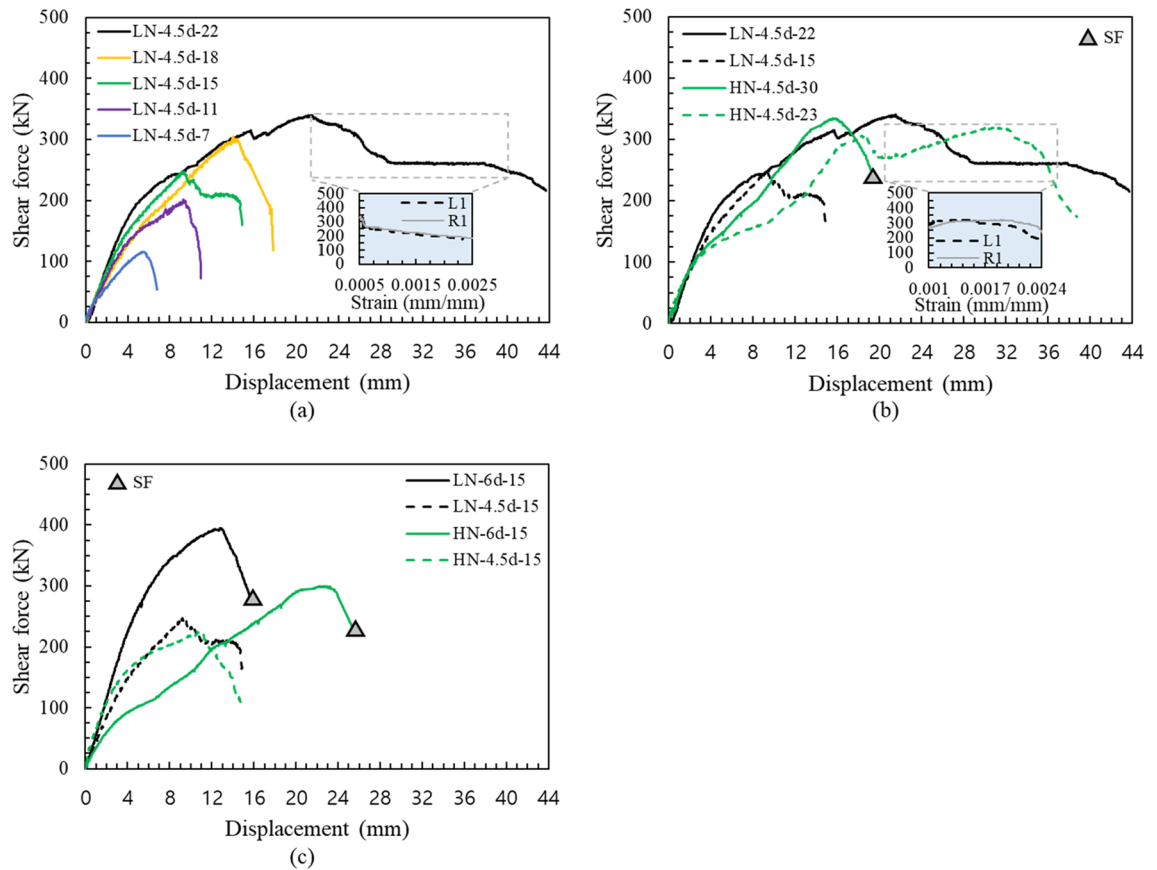 500
400
300
200
100
0
Shear force (kN)
LN-4.5d-22
LN-4.5d-18
LN-4.5d-15
LN-4.5d-11
LN-4.5d-7
500
400
300
200
100
0
L1
R1
0.0005 0.0015 0.0025
Strain (mm/mm)
0 4 8 12 16 20 24 28 32 36 40 44
Displacement (mm)
(a)
500
400
300
200
100
0
Shear force (kN)
LN-4.5d-22
LN-4.5d-15
HN-4.5d-30
HN-4.5d-23
SF
500
400
300
200
100
0
L1
R1
0.001 0.0017 0.0024
Strain (mm/mm)
0 4 8 12 16 20 24 28 32 36 40 44
Displacement (mm)
(b)
500
400
300
200
100
0
Shear force (kN)
SF
LN-6d-15
LN-4.5d-15
HN-6d-15
HN-4.5d-15
0 4 8 12 16 20 24 28 32 36 40 44
Displacement (mm)
(c)